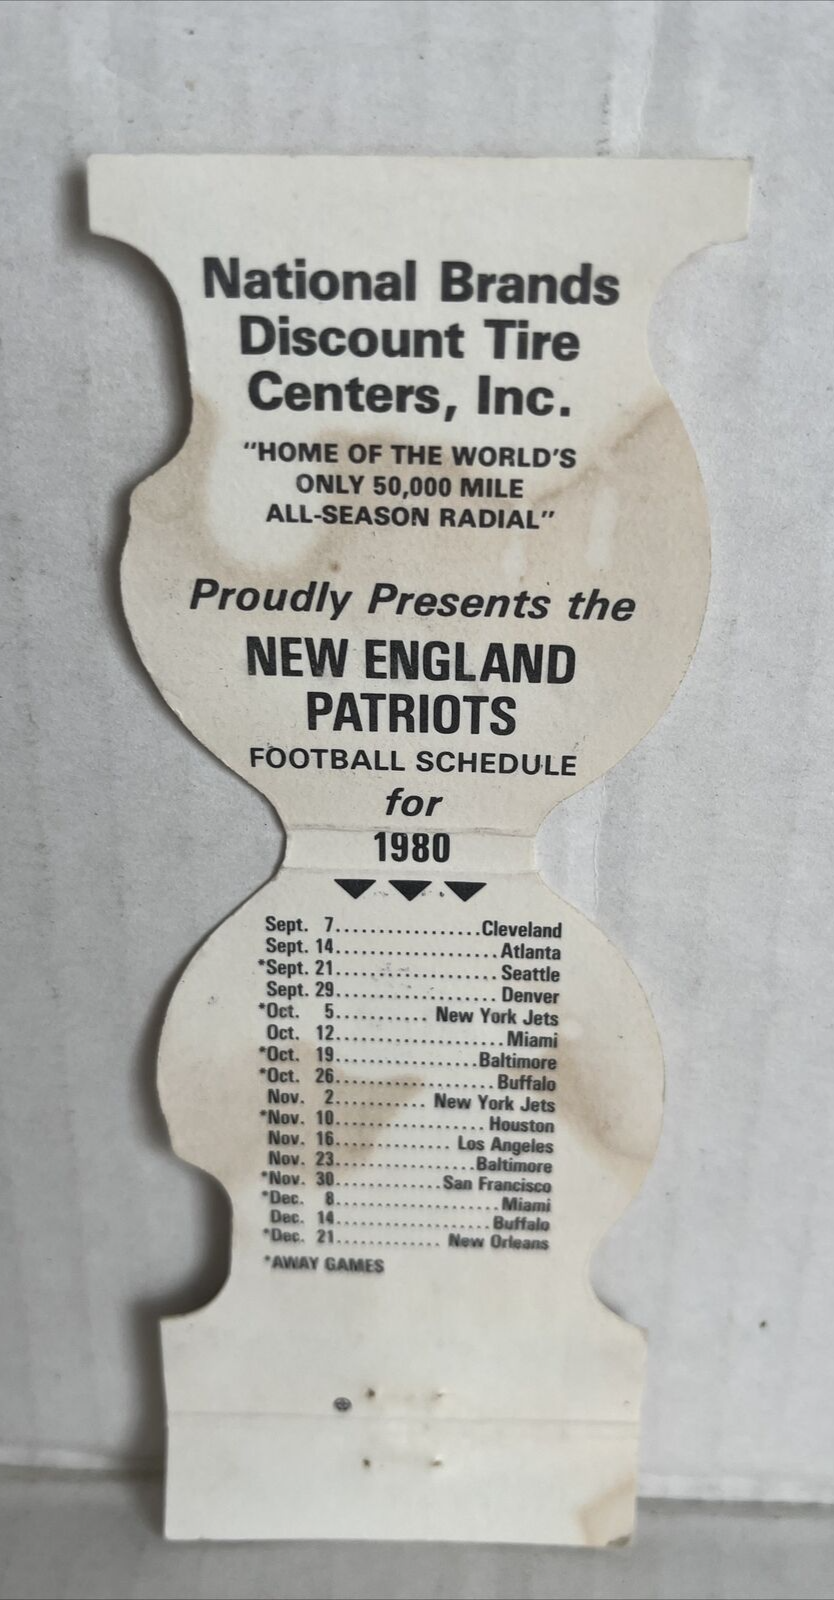 National Brands
Discount Tire
Centers, Inc.
"HOME OF THE WORLD'S
ONLY 50,000 MILE
ALL-SEASON RADIAL"
Proudly Presents the
NEW ENGLAND
PATRIOTS
FOOTBALL SCHEDULE
for
1980
Sept. 7.................Cleveland
Sept. 14...................Atlanta
*Sept. 21...................Seattle
Sept. 29...................Denver
*Oct. 5........... New York Jets
Oct. 12....................Miami
*Oct. 19.................Baltimore
*Oct. 26...................Buffalo
Nov. 2........... New York Jets
*Nov. 10..................Houston
Nov. 16............. Los Angeles
Nov. 23.................Baltimore
*Nov. 30.............San Francisco
*Dec. 8....................Miami
Dec. 14...................Buffalo
*Dec. 21............. New Orleans
*AWAY GAMES